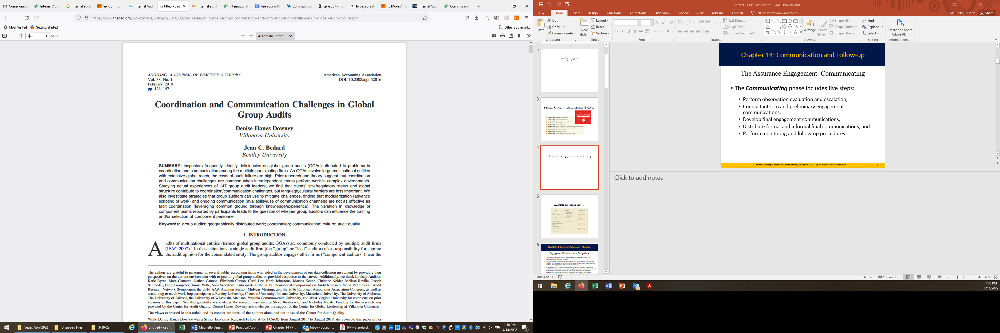 Communicat
Internal Audi
internal audit
Six Common
Internal Audi
untitled - caq_
Internal audit
International
Are Young Pe
Communicat
gx-audit-inte
To be a great
To Move Ahe
Internal Audi
Communicat
https://www.thecaq.org/wp-content/uploads/2018/03/caq_research_journal-articles_coordination-and-communication-challenges-in-global-audit-groups.pdf
Most Visited
Getting Started
Other Bookmarks
1 of 25
Automatic Zoom
AUDITING: A JOURNAL OF PRACTICE & THEORY
Vol. 38, No. 1
February 2019
pp. 123–147
American Accounting Association
DOI: 10.2308/ajpt-52016
Coordination and Communication Challenges in Global
Group Audits
Denise Hanes Downey
Villanova University
Jean C. Bedard
Bentley University
SUMMARY: Inspectors frequently identify deficiencies on global group audits (GGAs) attributed to problems in
coordination and communication among the multiple participating firms. As GGAs involve large multinational entities
with extensive global reach, the costs of audit failure are high. Prior research and theory suggest that coordination
and communication challenges are common when interdependent teams perform work in complex environments.
Studying actual experiences of 147 group audit leaders, we find that clients' size/regulatory status and global
structure contribute to coordination/communication challenges, but language/cultural barriers are less important. We
also investigate strategies that group auditors can use to mitigate challenges, finding that modularization (advance
scripting of work) and ongoing communication (availability/use of communication channels) are not as effective as
tacit coordination (leveraging common ground through knowledge/experience). The variation in knowledge of
component teams reported by participants leads to the question of whether group auditors can influence the training
and/or selection of component personnel.
Keywords: group audits; geographically distributed work; coordination; communication; culture; audit quality.
I. INTRODUCTION
Audits of multinational entities (termed global group audits; GGAs) are commonly conducted by multiple audit firms
(IFAC 2007).1 In these situations, a single audit firm (the “group” or “lead” auditor) takes responsibility for signing
the audit opinion for the consolidated entity. The group auditor engages other firms (“component auditors”) near the
The authors are grateful to personnel of several public accounting firms who aided in the development of our data-collection instrument by providing their
perspectives on the current environment with respect to global group audits, or provided responses to the survey. Additionally, we thank Lindsay Andiola,
Katie Byrne, Mara Cameran, Nathan Cannon, Elizabeth Carson, Carol Dee, Karla Johnstone, Marsha Keune, Christine Nolder, Melissa Reville, Joseph
Schroeder, Greg Trompeter, Annie Witte, Sam Woolford, participants at the 2015 International Symposium on Audit Research, the 2015 European Audit
Research Network Symposium, the 2016 AAA Auditing Section Midyear Meeting, and the 2016 European Accounting Association Congress, as well as
accounting research workshop participants at Bentley University, Clemson University, Indiana University, Maastricht University, The University of Alabama,
The University of Arizona, the University of Wisconsin–Madison, Virginia Commonwealth University, and West Virginia University for comments on prior
versions of this paper. We also gratefully acknowledge the research assistance of Steve Breskiewicz and Nicholas Maiale. Funding for this research was
provided by the Center for Audit Quality. Denise Hanes Downey acknowledges the support of the Center for Global Leadership at Villanova University.
The views expressed in this article and its content are those of the authors alone and not those of the Center for Audit Quality.
While Denise Hanes Downey was a Senior Economic Research Fellow at the PCAOB from August 2017 to August 2018, she co-wrote this paper in her
Vegas April 2022
Unzipped Files
3-30-22
untitled - caq_...
Mauriello Vega...
Practical Appr...
Chapter 14 PP...
Inbox - Joseph...
IPPF-Standard...
1:58 PM
4/14/2022
Chapter 14 PPT 4th edition - jam - PowerPoint
File
Home
Insert
Design
Transitions
Animations
Slide Show
Review
View
Add-ins
Acrobat
Tell me what you want to do...
Mauriello, Joseph
Share
Paste
Cut
Copy
Format Painter
Clipboard
New Slide
Layout
Reset
Section
Slides
Font
Text Direction
Align Text
Convert to SmartArt
Paragraph
Arrange
Quick Styles
Shape Fill
Shape Outline
Shape Effects
Drawing
Find
Replace
Select
Editing
Create and Share
Adobe PDF
Adobe Acrobat
2
Learning Objectives
3
Standards Relevant to Communication and Followup
4
The Assurance Engagement: Communicating
5
Assurance Engagement Process
6
Chapter 14: Communication and Followup
Engagement Communication Obligations
Chapter 14: Communication and Follow-up
The Assurance Engagement: Communicating
• The Communicating phase includes five steps:
• Perform observation evaluation and escalation,
• Conduct interim and preliminary engagement
communications,
• Develop final engagement communications,
• Distribute formal and informal final communications, and
• Perform monitoring and follow-up procedures.
Internal Auditing: Assurance & Advisory Services, 4th Edition © 2017 by the Internal Audit Foundation.
4
Click to add notes
Slide 4 of 31
Notes
Comments
62%
1:58 PM
4/14/2022